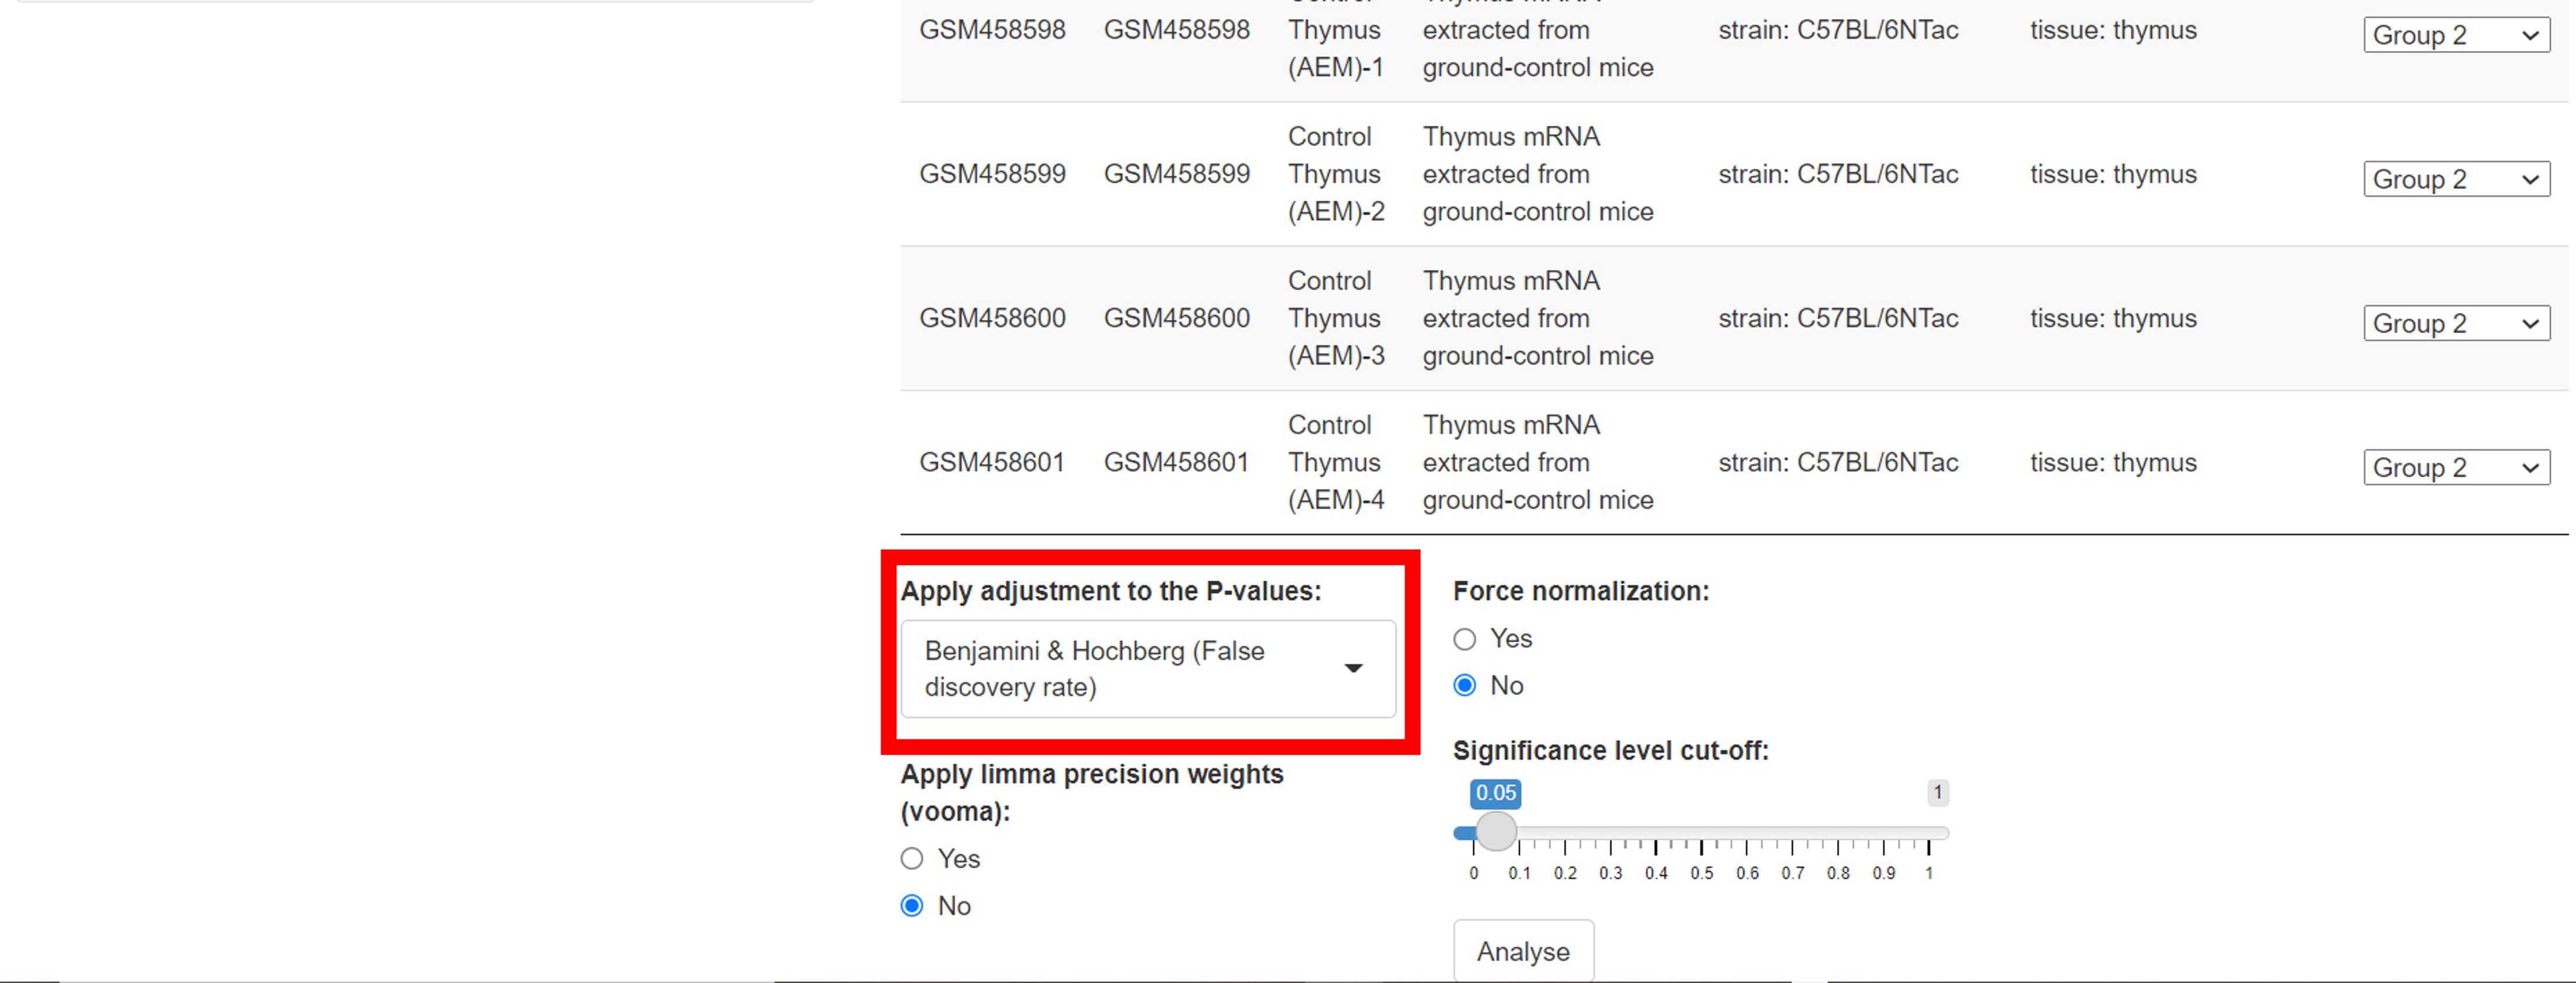 GSM458598 GSM458598 Thymus extracted from strain: C57BL/6NTac tissue: thymus Group 2
(AEM)-1 ground-control mice
Control Thymus mRNA
GSM458599 GSM458599 Thymus extracted from strain: C57BL/6NTac tissue: thymus Group 2
(AEM)-2 ground-control mice
Control Thymus mRNA
GSM458600 GSM458600 Thymus extracted from strain: C57BL/6NTac tissue: thymus Group 2
(AEM)-3 ground-control mice
Control Thymus mRNA
GSM458601 GSM458601 Thymus extracted from strain: C57BL/6NTac tissue: thymus Group 2
(AEM)-4 ground-control mice
Apply adjustment to the P-values:
Benjamini & Hochberg (False
discovery rate)
Apply limma precision weights
(vooma):
Yes
No
Force normalization:
Yes
No
Significance level cut-off:
0.05 1
0 0.1 0.2 0.3 0.4 0.5 0.6 0.7 0.8 0.9 1
Analyse